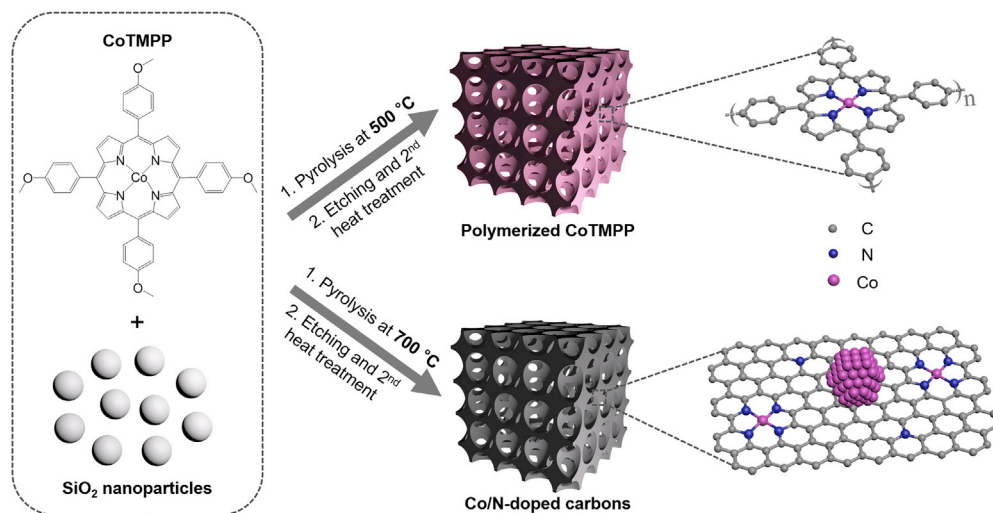 CoTMPP
O
N
N
Co
N
N
O
O
O
+
SiO₂ nanoparticles
1. Pyrolysis at 500 °C
2. Etching and 2ⁿᵈ
heat treatment
Polymerized CoTMPP
n
C
N
Co
1. Pyrolysis at 700 °C
2. Etching and 2ⁿᵈ
heat treatment
Co/N-doped carbons